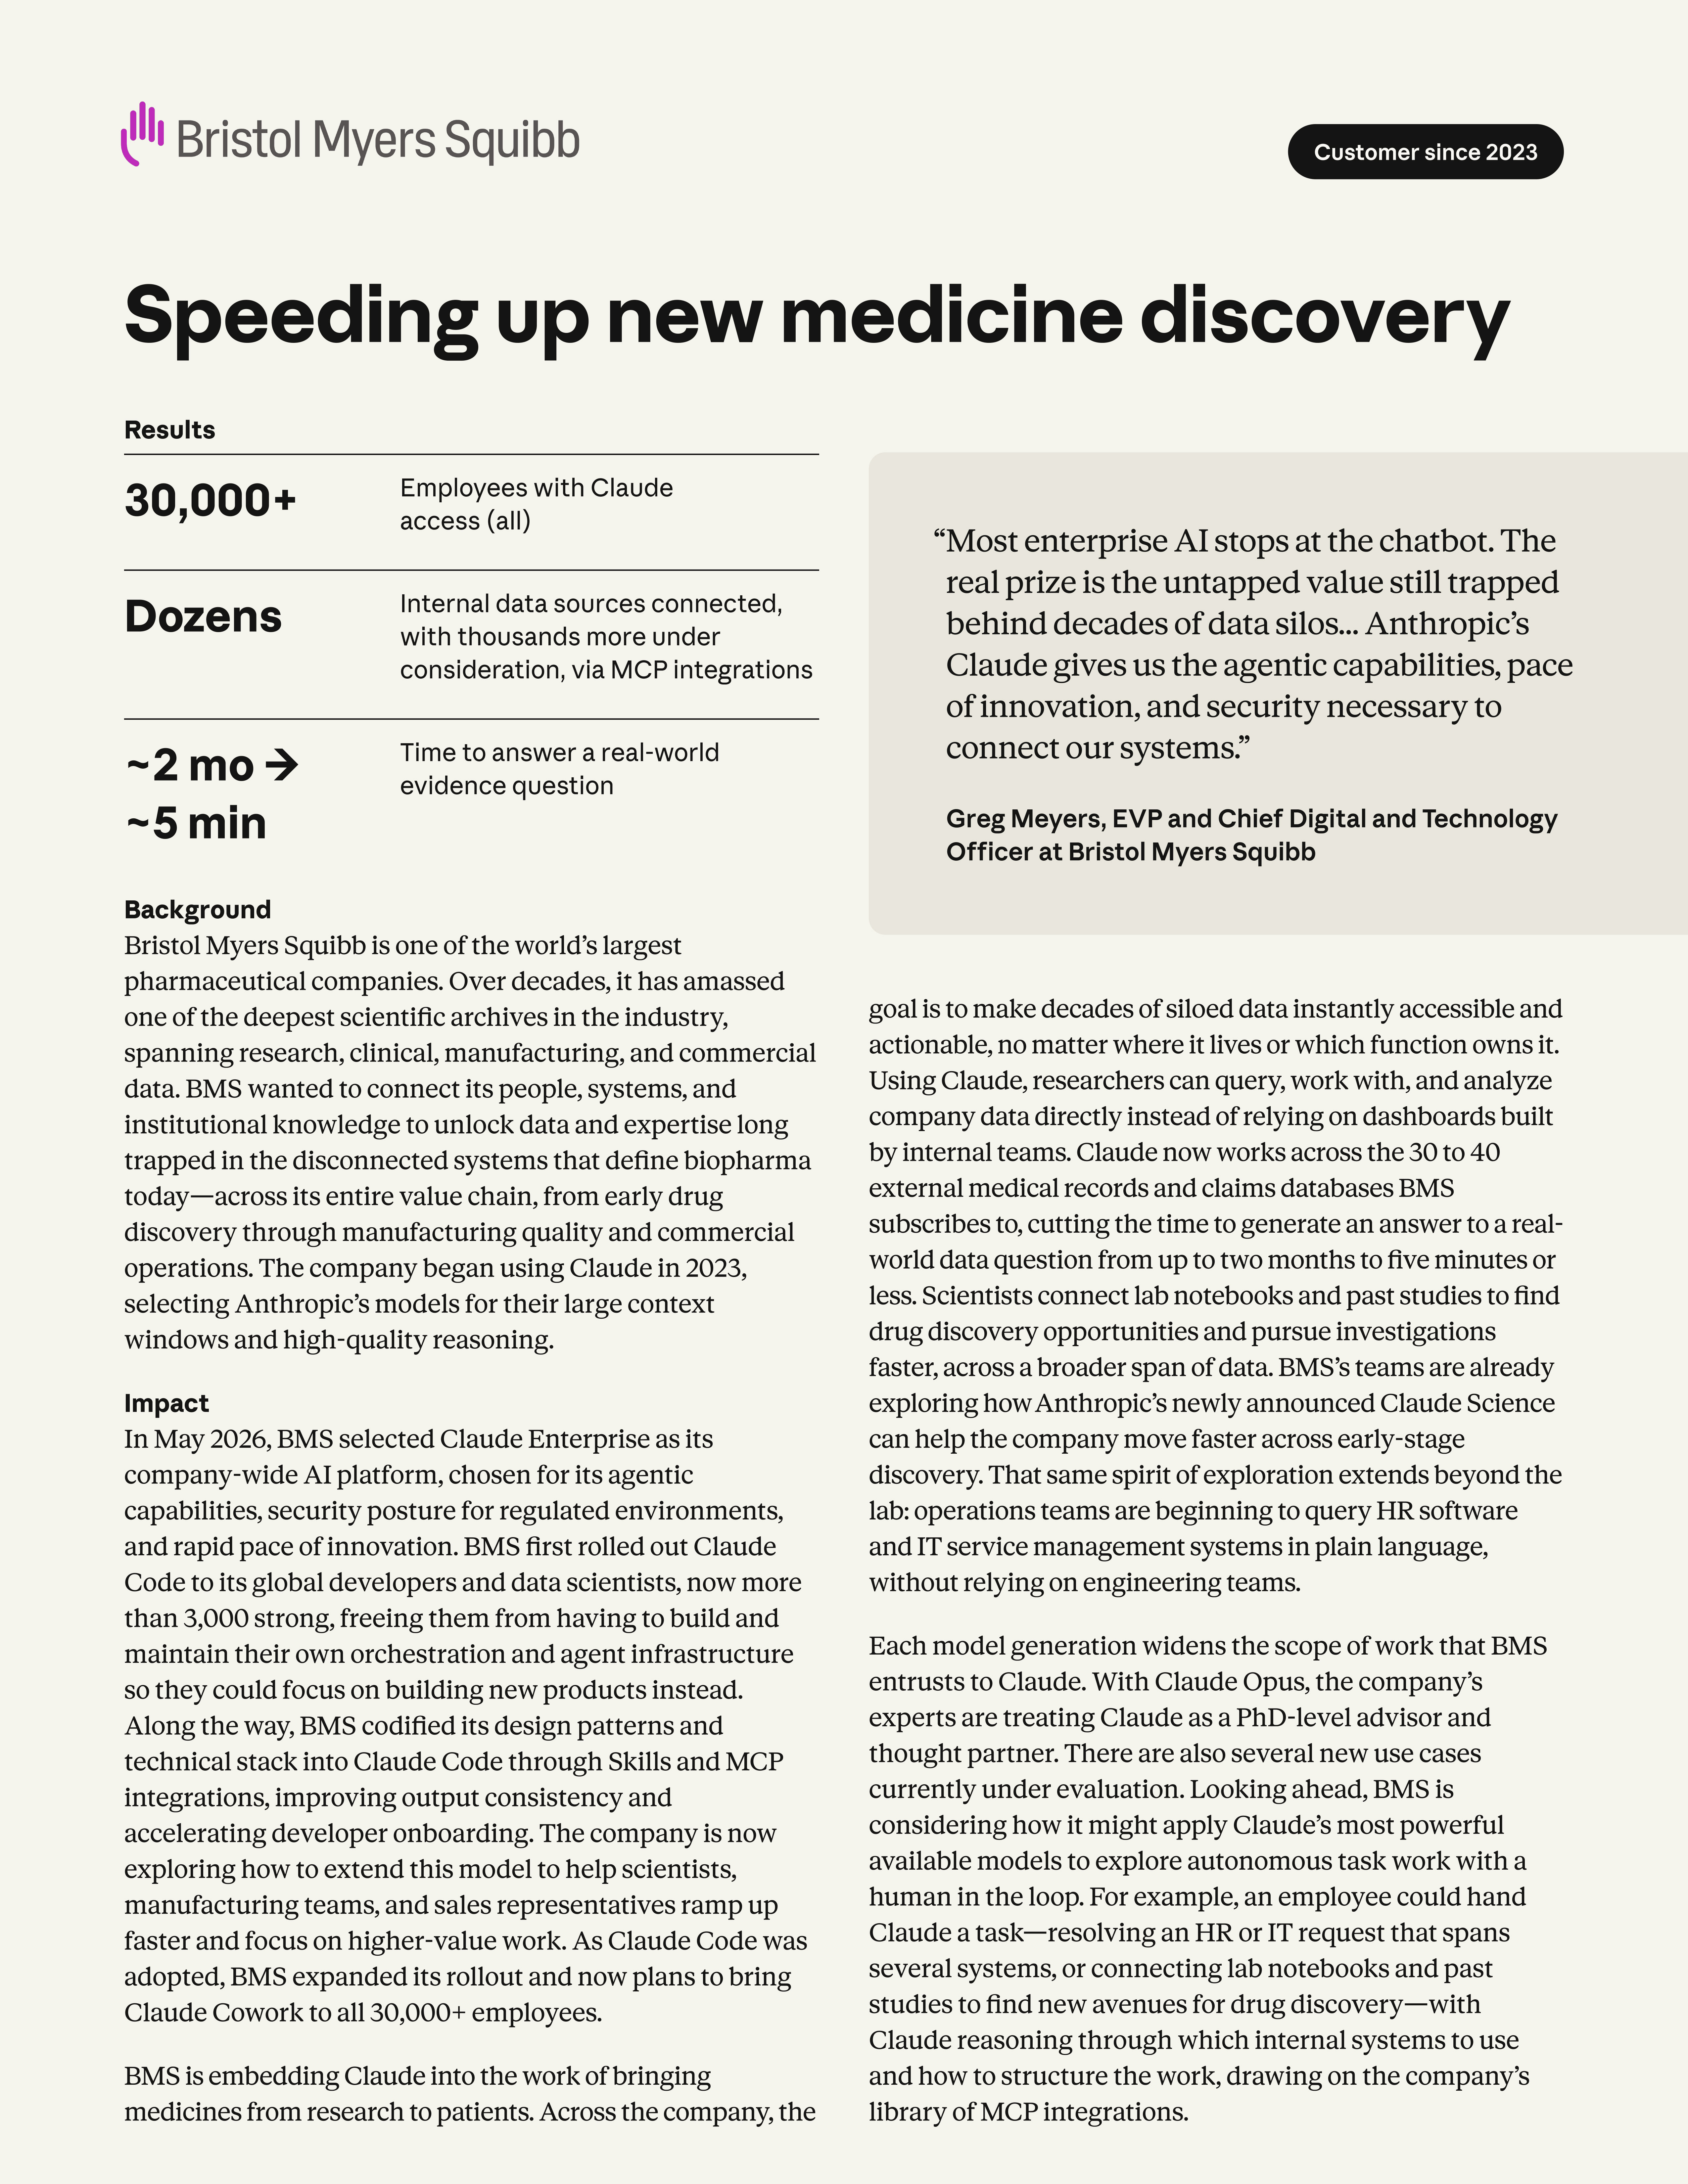 Bristol Myers Squibb
Customer since 2023
Speeding up new medicine discovery
Results
30,000+
Employees with Claude
access (all)
Dozens
Internal data sources connected,
with thousands more under
consideration, via MCP integrations
~2 mo →
~5 min
Time to answer a real-world
evidence question
“Most enterprise AI stops at the chatbot. The
real prize is the untapped value still trapped
behind decades of data silos... Anthropic’s
Claude gives us the agentic capabilities, pace
of innovation, and security necessary to
connect our systems.”
Greg Meyers, EVP and Chief Digital and Technology
Officer at Bristol Myers Squibb
Background
Bristol Myers Squibb is one of the world’s largest
pharmaceutical companies. Over decades, it has amassed
one of the deepest scientific archives in the industry,
spanning research, clinical, manufacturing, and commercial
data. BMS wanted to connect its people, systems, and
institutional knowledge to unlock data and expertise long
trapped in the disconnected systems that define biopharma
today—across its entire value chain, from early drug
discovery through manufacturing quality and commercial
operations. The company began using Claude in 2023,
selecting Anthropic’s models for their large context
windows and high-quality reasoning.
Impact
In May 2026, BMS selected Claude Enterprise as its
company-wide AI platform, chosen for its agentic
capabilities, security posture for regulated environments,
and rapid pace of innovation. BMS first rolled out Claude
Code to its global developers and data scientists, now more
than 3,000 strong, freeing them from having to build and
maintain their own orchestration and agent infrastructure
so they could focus on building new products instead.
Along the way, BMS codified its design patterns and
technical stack into Claude Code through Skills and MCP
integrations, improving output consistency and
accelerating developer onboarding. The company is now
exploring how to extend this model to help scientists,
manufacturing teams, and sales representatives ramp up
faster and focus on higher-value work. As Claude Code was
adopted, BMS expanded its rollout and now plans to bring
Claude Cowork to all 30,000+ employees.
BMS is embedding Claude into the work of bringing
medicines from research to patients. Across the company, the
goal is to make decades of siloed data instantly accessible and
actionable, no matter where it lives or which function owns it.
Using Claude, researchers can query, work with, and analyze
company data directly instead of relying on dashboards built
by internal teams. Claude now works across the 30 to 40
external medical records and claims databases BMS
subscribes to, cutting the time to generate an answer to a real-
world data question from up to two months to five minutes or
less. Scientists connect lab notebooks and past studies to find
drug discovery opportunities and pursue investigations
faster, across a broader span of data. BMS’s teams are already
exploring how Anthropic’s newly announced Claude Science
can help the company move faster across early-stage
discovery. That same spirit of exploration extends beyond the
lab: operations teams are beginning to query HR software
and IT service management systems in plain language,
without relying on engineering teams.
Each model generation widens the scope of work that BMS
entrusts to Claude. With Claude Opus, the company’s
experts are treating Claude as a PhD-level advisor and
thought partner. There are also several new use cases
currently under evaluation. Looking ahead, BMS is
considering how it might apply Claude’s most powerful
available models to explore autonomous task work with a
human in the loop. For example, an employee could hand
Claude a task—resolving an HR or IT request that spans
several systems, or connecting lab notebooks and past
studies to find new avenues for drug discovery—with
Claude reasoning through which internal systems to use
and how to structure the work, drawing on the company’s
library of MCP integrations.